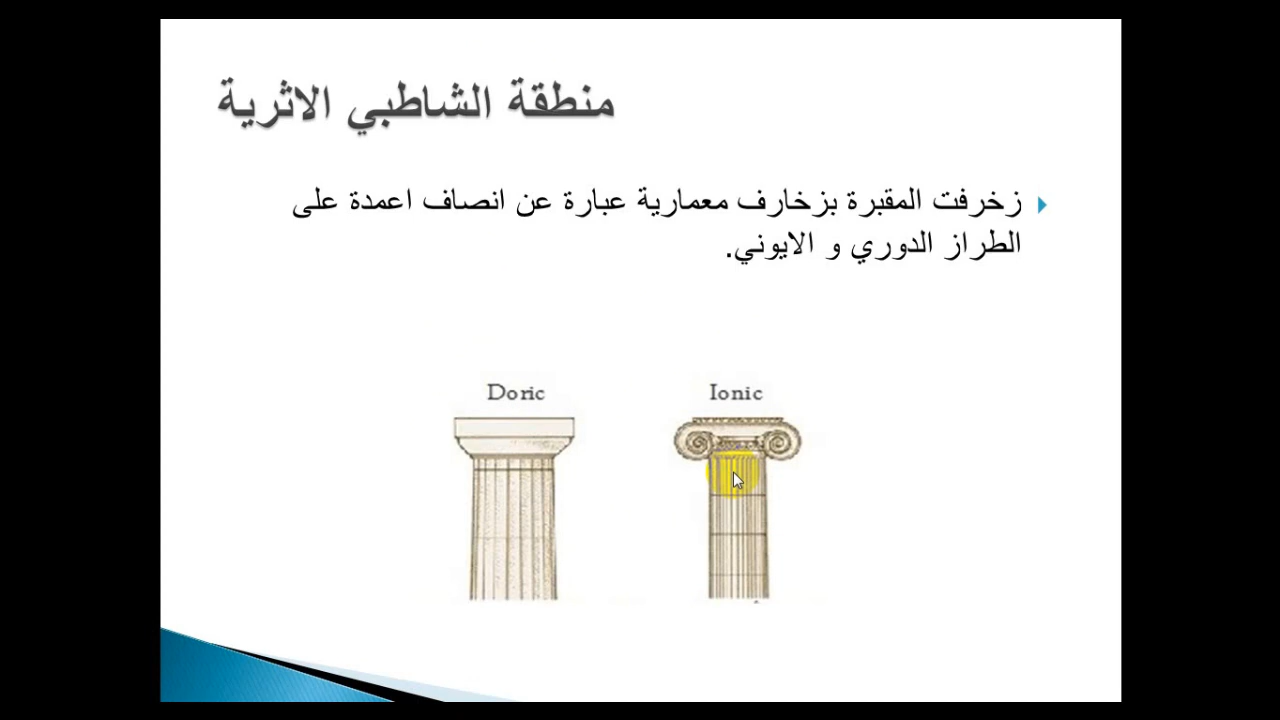 منطقة الشاطبي الاثرية
زخرفت المقبرة بزخارف معمارية عبارة عن انصاف اعمدة على
الطراز الدوري و الايوني.
Doric
Ionic